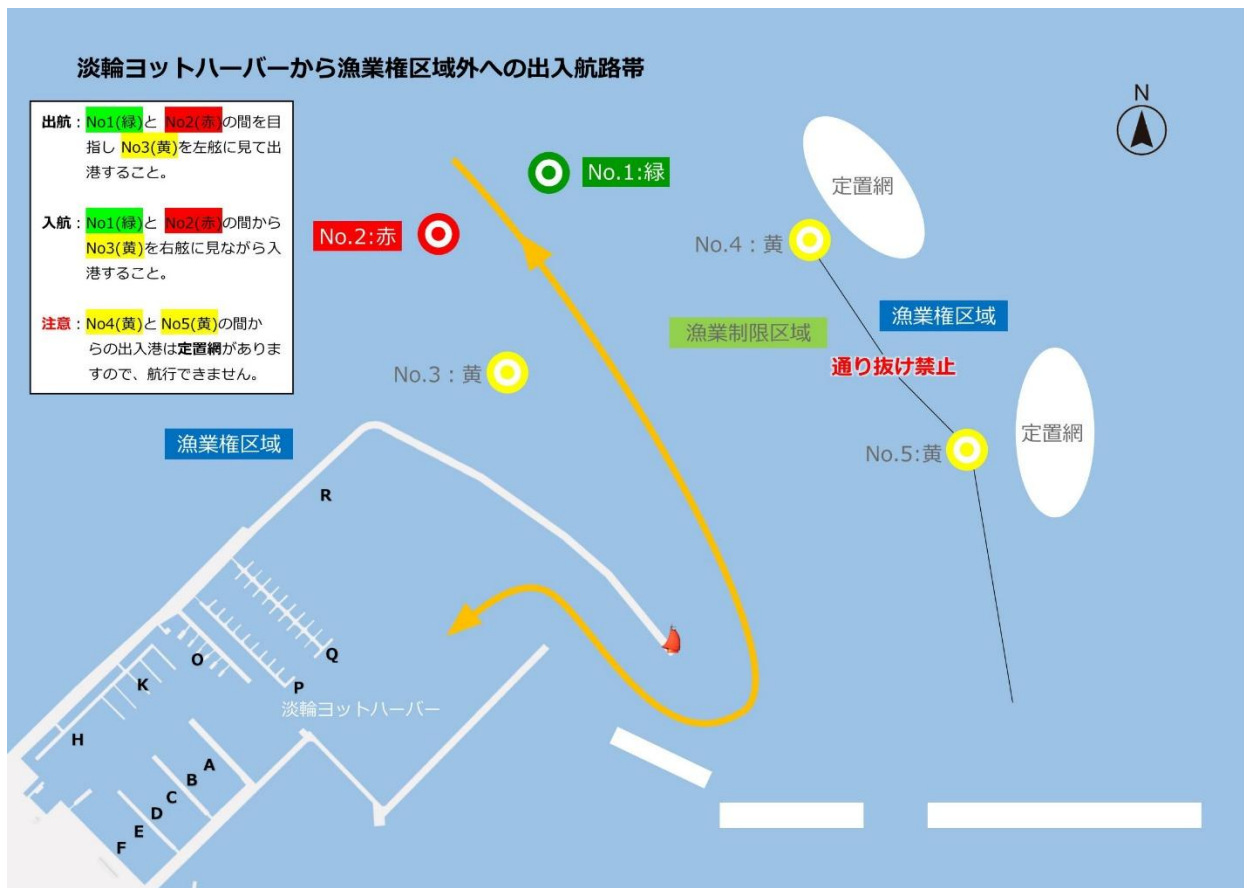 淡輪ヨットハーバーから漁業権区域外への出入航路帯
出航：No1(緑)と No2(赤)の間を目
指し No3(黄)を左舷に見て出
港すること。
入航：No1(緑)と No2(赤)の間から
No3(黄)を右舷に見ながら入
港すること。
注意：No4(黄)と No5(黄)の間か
らの出入港は定置網がありま
すので、航行できません。
N
No.1:緑
定置網
No.2:赤
No.4：黄
漁業権区域
漁業制限区域
通り抜け禁止
No.3：黄
定置網
No.5:黄
漁業権区域
R
Q
O
P
K
淡輪ヨットハーバー
H
A
B
C
D
E
F